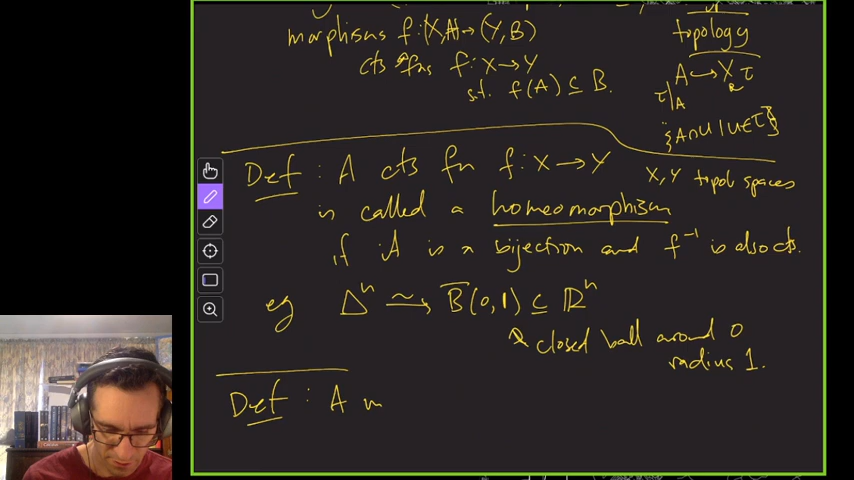 of
topology
morphisms f:(X,A)→(Y,B)
cts fns f:X→Y
s.t. f(A) ⊆ B.
A ↪ X τ
τ|A
{A∩U | U∈τ}
Def : A cts fn f:X→Y X,Y topol spaces
is called a homeomorphism
if it is a bijection and f⁻¹ is also cts.
eg Δⁿ ⥲ B̅(0,1) ⊆ ℝⁿ
closed ball around 0
radius 1.
Def : A m